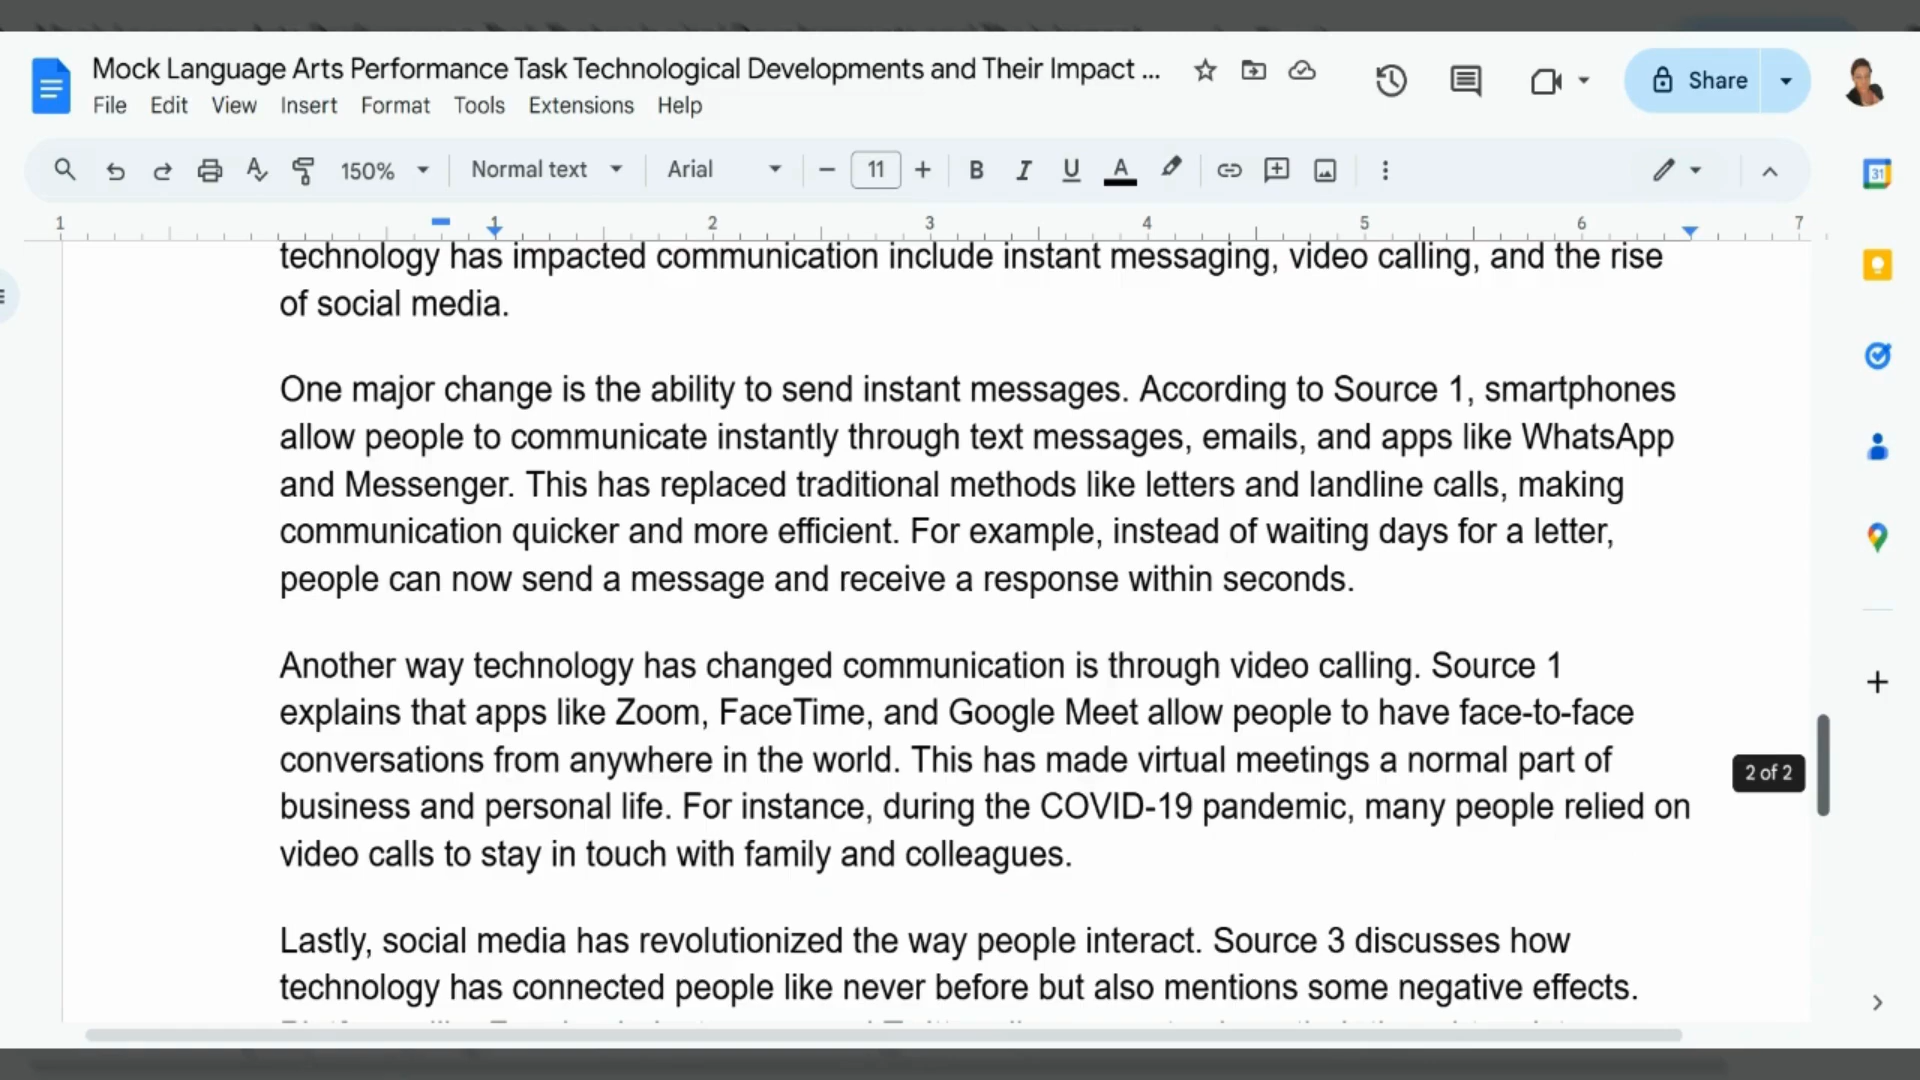 Mock Language Arts Performance Task Technological Developments and Their Impact ...
File Edit View Insert Format Tools Extensions Help
Share
150% Normal text Arial 11 B I U A
31
1 1 2 3 4 5 6 7
technology has impacted communication include instant messaging, video calling, and the rise
of social media.
One major change is the ability to send instant messages. According to Source 1, smartphones
allow people to communicate instantly through text messages, emails, and apps like WhatsApp
and Messenger. This has replaced traditional methods like letters and landline calls, making
communication quicker and more efficient. For example, instead of waiting days for a letter,
people can now send a message and receive a response within seconds.
Another way technology has changed communication is through video calling. Source 1
explains that apps like Zoom, FaceTime, and Google Meet allow people to have face-to-face
conversations from anywhere in the world. This has made virtual meetings a normal part of
business and personal life. For instance, during the COVID-19 pandemic, many people relied on
video calls to stay in touch with family and colleagues.
2 of 2
Lastly, social media has revolutionized the way people interact. Source 3 discusses how
technology has connected people like never before but also mentions some negative effects.